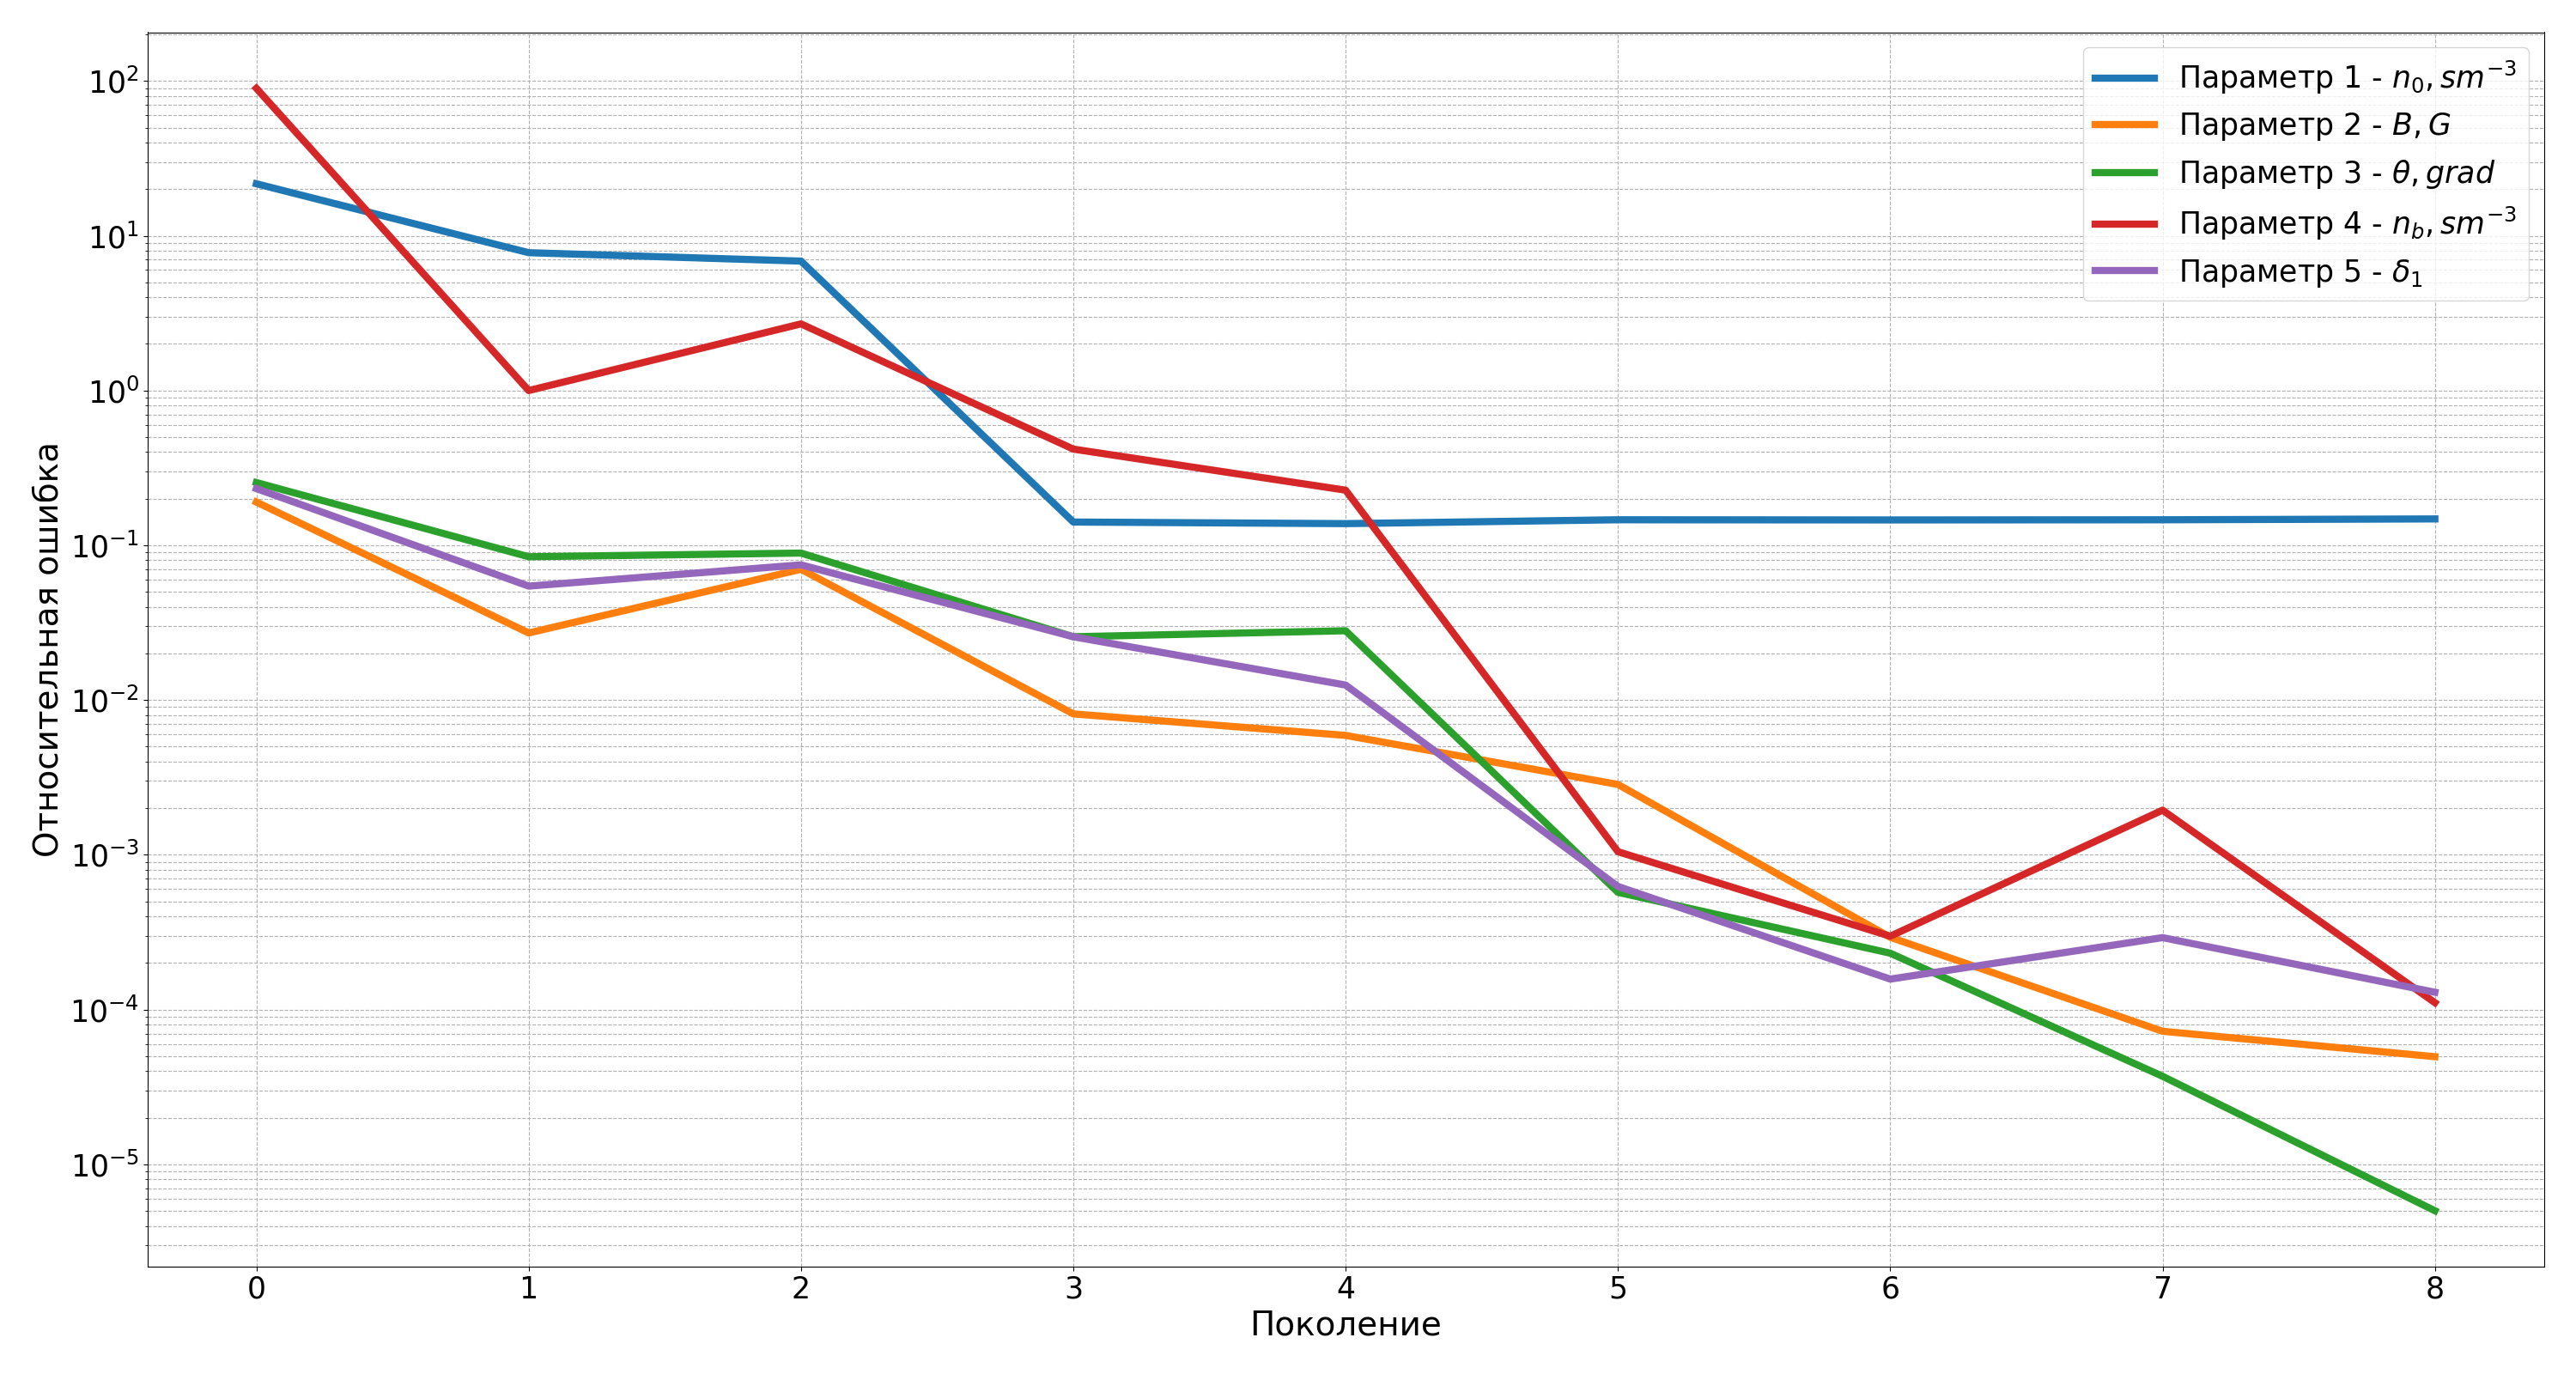 Относительная ошибка
10²
10¹
10⁰
10⁻¹
10⁻²
10⁻³
10⁻⁴
10⁻⁵
Параметр 1 - n₀, sm⁻³
Параметр 2 - B, G
Параметр 3 - θ, grad
Параметр 4 - n_b, sm⁻³
Параметр 5 - δ₁
0 1 2 3 4 5 6 7 8
Поколение